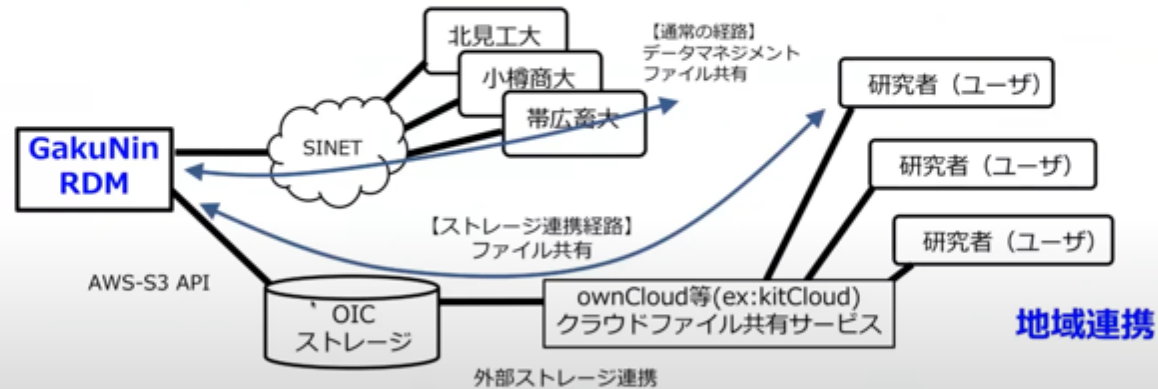 北見工大
小樽商大
帯広畜大
【通常の経路】
データマネジメント
ファイル共有
研究者（ユーザ）
研究者（ユーザ）
研究者（ユーザ）
GakuNin
RDM
SINET
【ストレージ連携経路】
ファイル共有
AWS-S3 API
OIC
ストレージ
ownCloud等(ex:kitCloud)
クラウドファイル共有サービス
地域連携
外部ストレージ連携